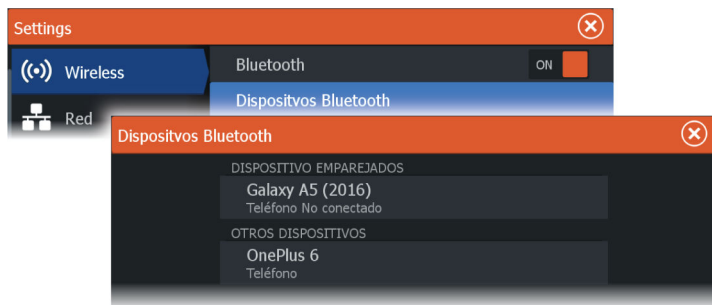 Settings
Wireless
Bluetooth
ON
Dispositvos Bluetooth
Red
Dispositvos Bluetooth
DISPOSITIVO EMPAREJADOS
Galaxy A5 (2016)
Teléfono No conectado
OTROS DISPOSITIVOS
OnePlus 6
Teléfono